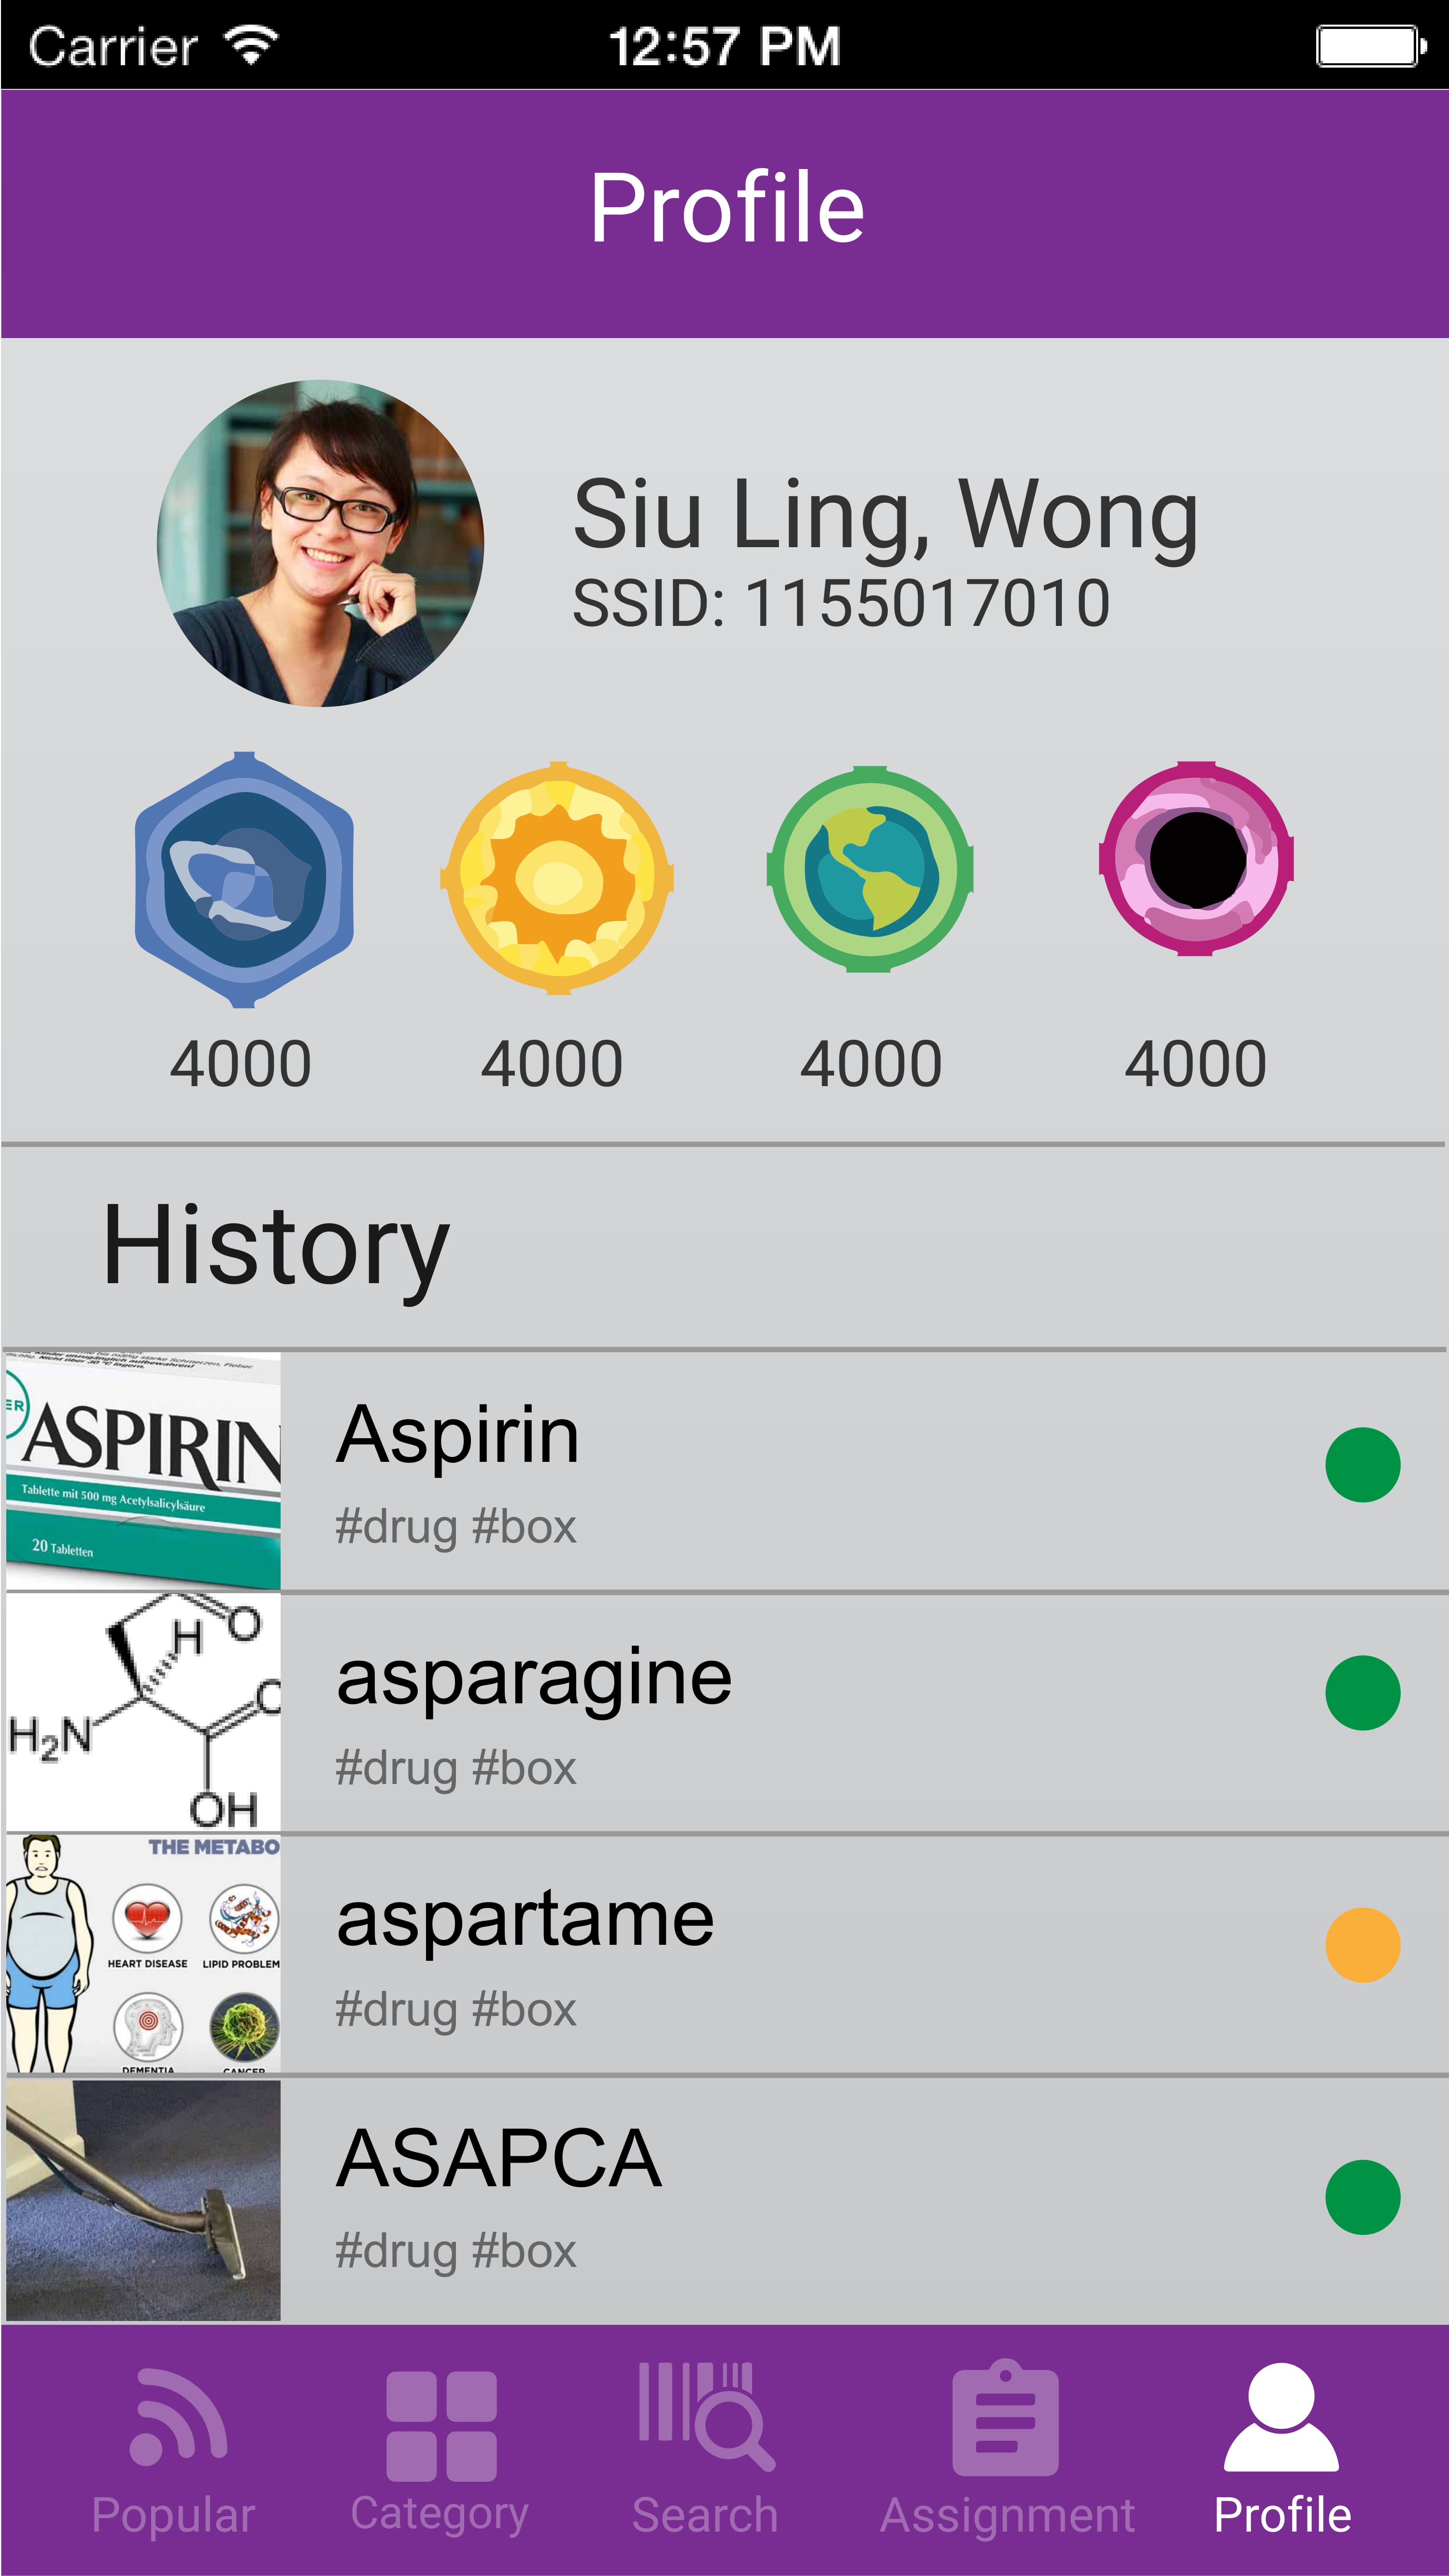 Carrier
12:57 PM
Profile
Siu Ling, Wong
SSID: 1155017010
4000 4000 4000 4000
History
ASPIRIN
Tablette mit 500 mg Acetylsalicylsäure
20 Tabletten
Aspirin
#drug #box
H O
H₂N
OH
asparagine
#drug #box
THE METABO
HEART DISEASE LIPID PROBLEM
DEMENTIA CANCER
aspartame
#drug #box
ASAPCA
#drug #box
Popular Category Search Assignment Profile